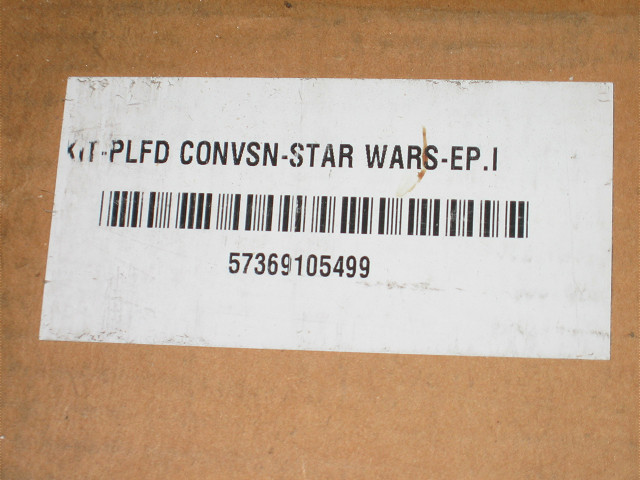 KIT-PLFD CONVSN-STAR WARS-EP.I
57369105499